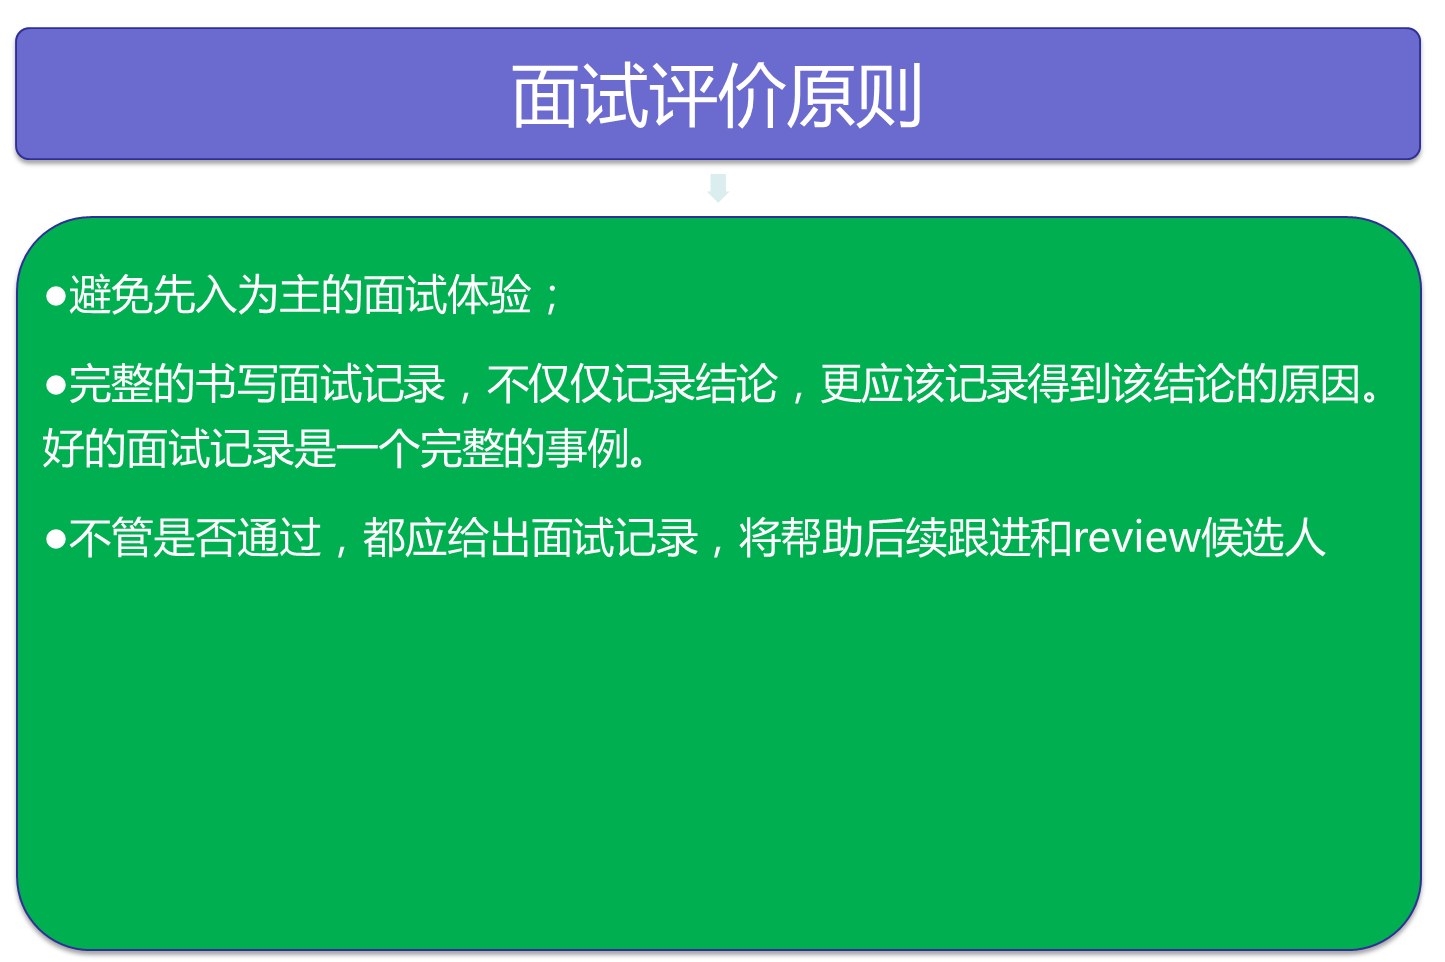 面试评价原则
●避免先入为主的面试体验；
●完整的书写面试记录，不仅仅记录结论，更应该记录得到该结论的原因。
好的面试记录是一个完整的事例。
●不管是否通过，都应给出面试记录，将帮助后续跟进和review候选人